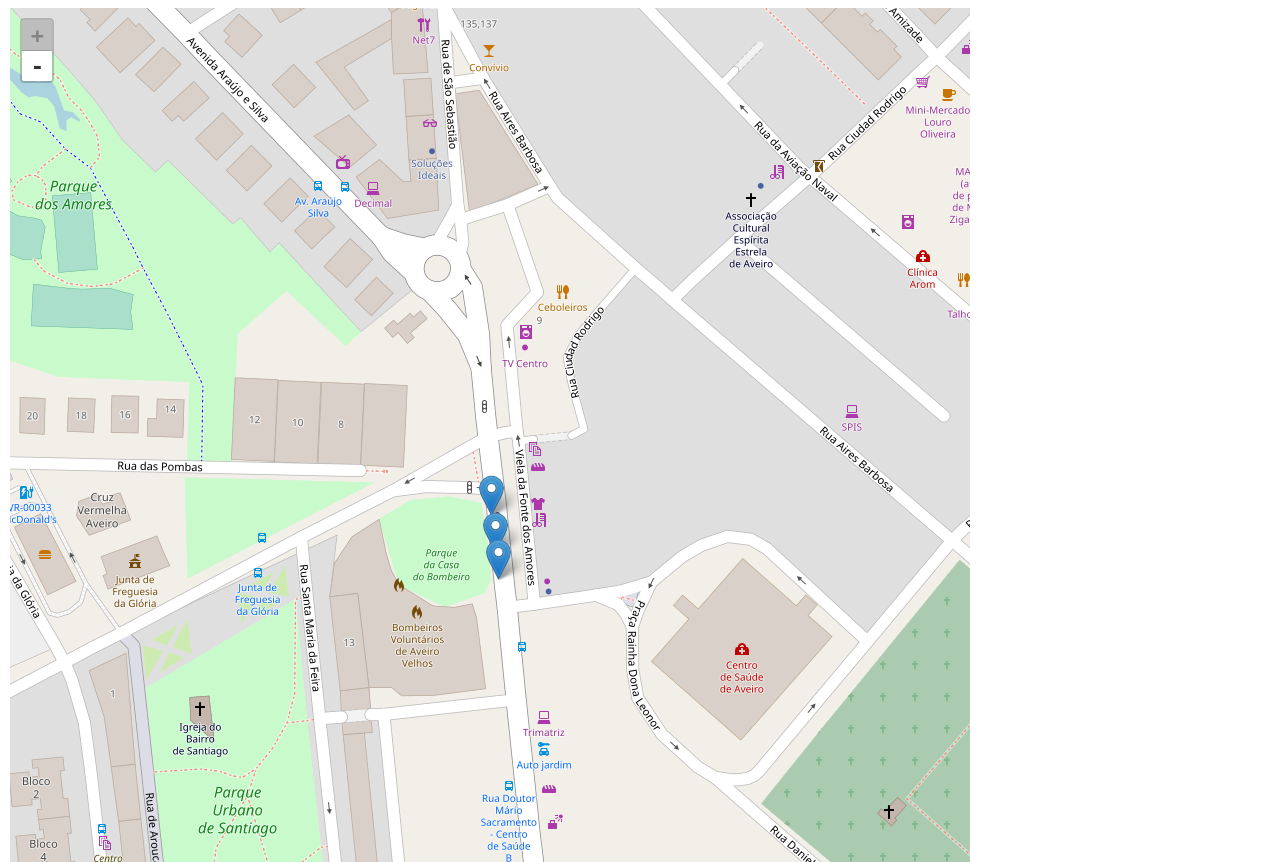 +
-
Avenida Araújo e Silva
Net7
135,137
Convívio
Rua de São Sebastião
Rua Aires Barbosa
Amizade
Mini-Mercado
Louro
Oliveira
Rua Ciudad Rodrigo
Rua da Aviação Naval
Soluções
Ideais
Av. Araújo
Silva
Decimal
Parque
dos Amores
MA
(a
de p
de M
Ziga
Associação
Cultural
Espírita
Estrela
de Aveiro
Clínica
Arom
Talho
Ceboleiros
9
TV Centro
Rua Ciudad Rodrigo
20
18
16
14
12
10
8
SPIS
Rua Aires Barbosa
Rua das Pombas
Viela da Fonte dos Amores
VR-00033
cDonald's
Cruz
Vermelha
Aveiro
Junta de
Freguesia
da Glória
Junta de
Freguesia
da Glória
Parque
da Casa
do Bombeiro
ia da Glória
Rua Santa Maria da Feira
Bombeiros
Voluntários
de Aveiro
Velhos
13
Praça Rainha Dona Leonor
Centro
de Saúde
de Aveiro
1
Igreja do
Bairro
de Santiago
Trimatriz
Auto jardim
Bloco
2
Parque
Urbano
de Santiago
Rua de Arouc
Rua Doutor
Mário
Sacramento
- Centro
de Saúde
B
Bloco
4
Centro
Rua Daniel